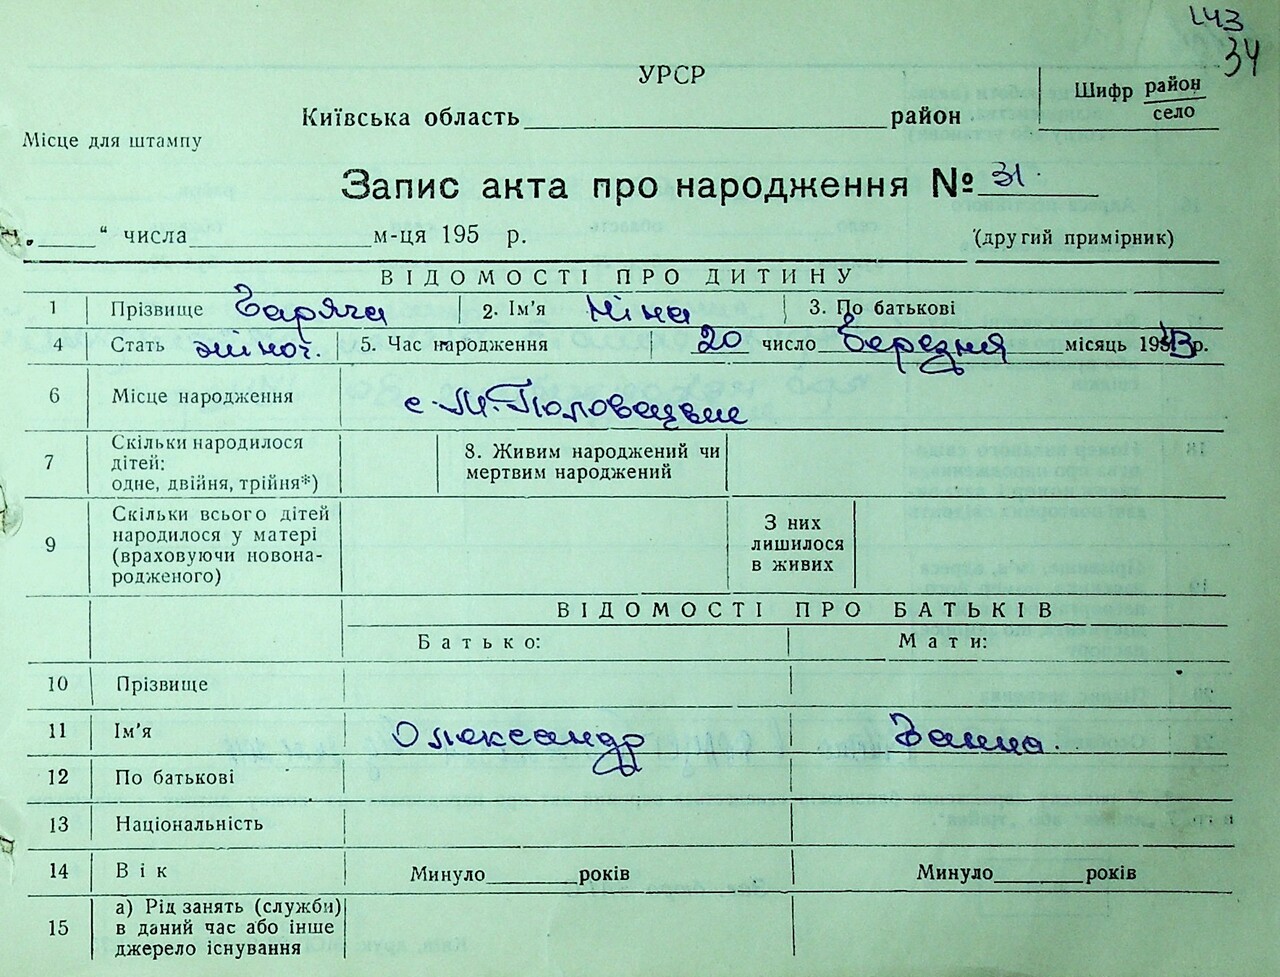 143
34
УРСР
Київська область район
Шифр район село
Місце для штампу
Запис акта про народження № 31.
„ “ числа м-ця 195 р. (другий примірник)
ВІДОМОСТІ ПРО ДИТИНУ
1 Прізвище Гаряча 2. Ім’я Ніна 3. По батькові
4 Стать жіноч. 5. Час народження 20 число Березня місяць 1943 р.
6 Місце народження с. М. Половецьке
7 Скільки народилося дітей: одне, двійня, трійня*) 8. Живим народжений чи мертвим народжений
9 Скільки всього дітей народилося у матері (враховуючи новона-родженого) З них лишилося в живих
ВІДОМОСТІ ПРО БАТЬКІВ
Батько: Мати:
10 Прізвище
11 Ім’я Олександр Ганна.
12 По батькові
13 Національність
14 Вік Минуло років Минуло років
15 а) Рід занять (служби) в даний час або інше джерело існування